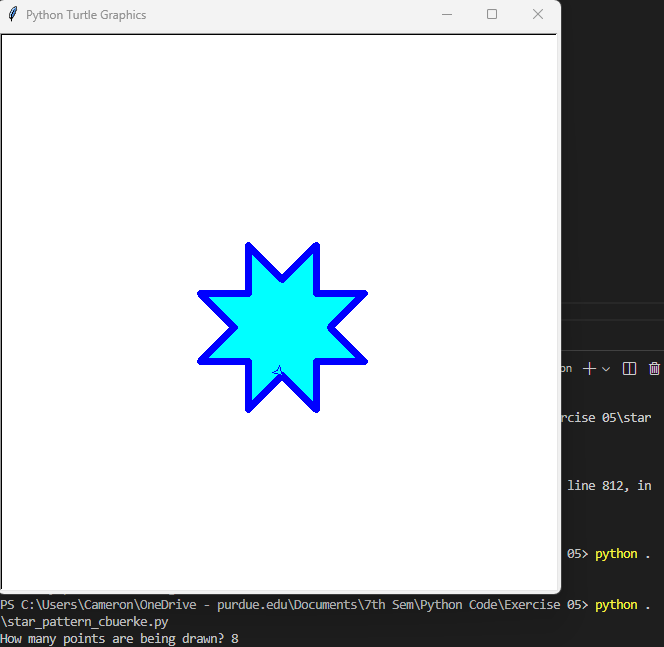 Python Turtle Graphics
on
rcise 05\star
line 812, in
05> python .
PS C:\Users\Cameron\OneDrive - purdue.edu\Documents\7th Sem\Python Code\Exercise 05> python .
\star_pattern_cbuerke.py
How many points are being drawn? 8